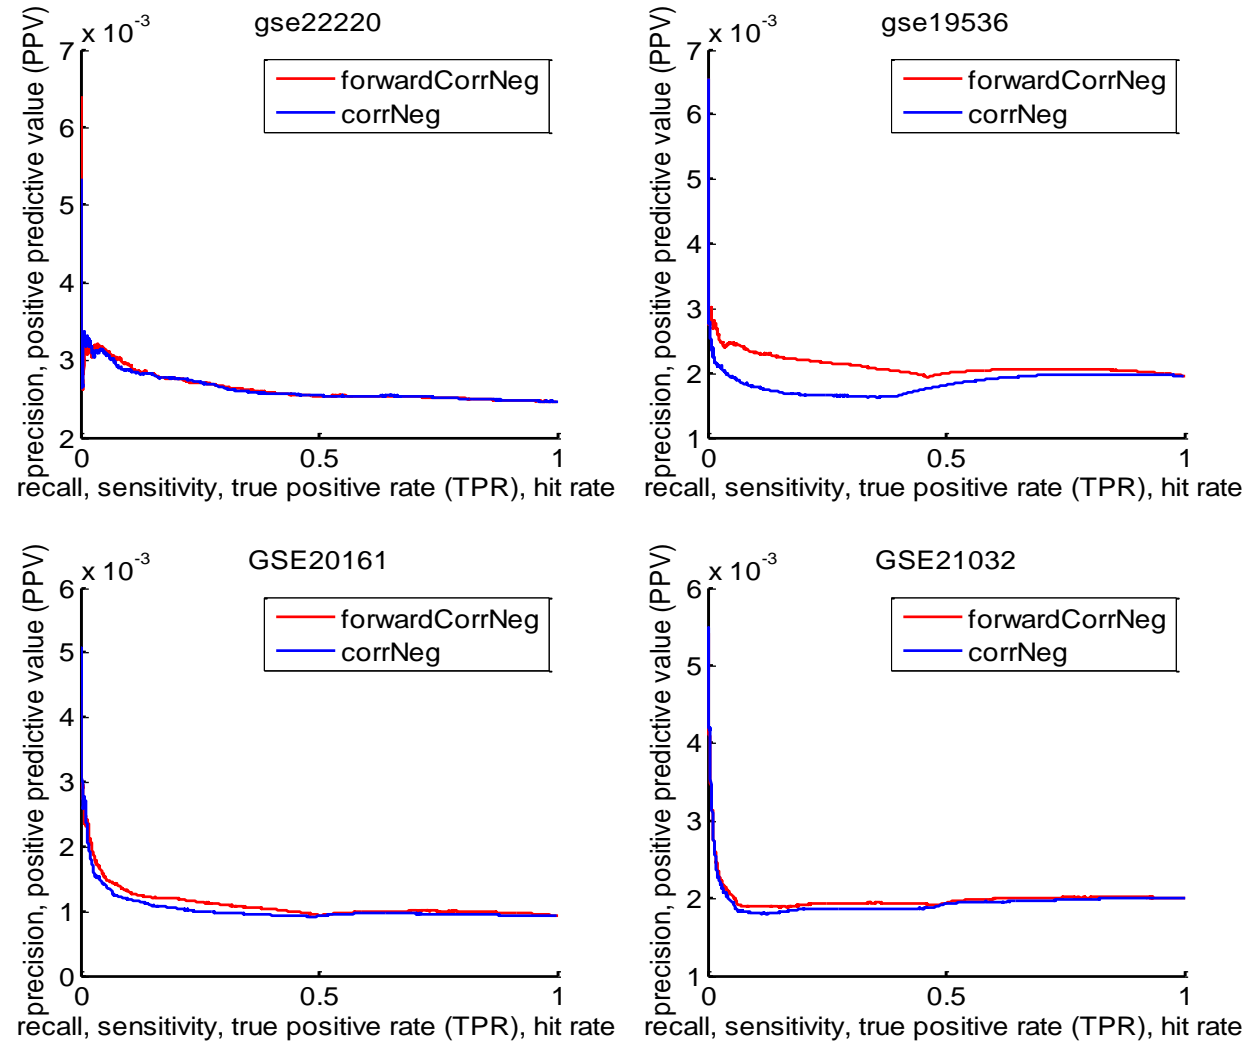 gse22220
x 10^-3
7
6
5
4
3
2
0
0.5
1
precision, positive predictive value (PPV)
recall, sensitivity, true positive rate (TPR), hit rate
forwardCorrNeg
corrNeg
gse19536
x 10^-3
7
6
5
4
3
2
1
0
0.5
1
precision, positive predictive value (PPV)
recall, sensitivity, true positive rate (TPR), hit rate
forwardCorrNeg
corrNeg
GSE20161
x 10^-3
6
5
4
3
2
1
0
0
0.5
1
precision, positive predictive value (PPV)
recall, sensitivity, true positive rate (TPR), hit rate
forwardCorrNeg
corrNeg
GSE21032
x 10^-3
6
5
4
3
2
1
0
0.5
1
precision, positive predictive value (PPV)
recall, sensitivity, true positive rate (TPR), hit rate
forwardCorrNeg
corrNeg